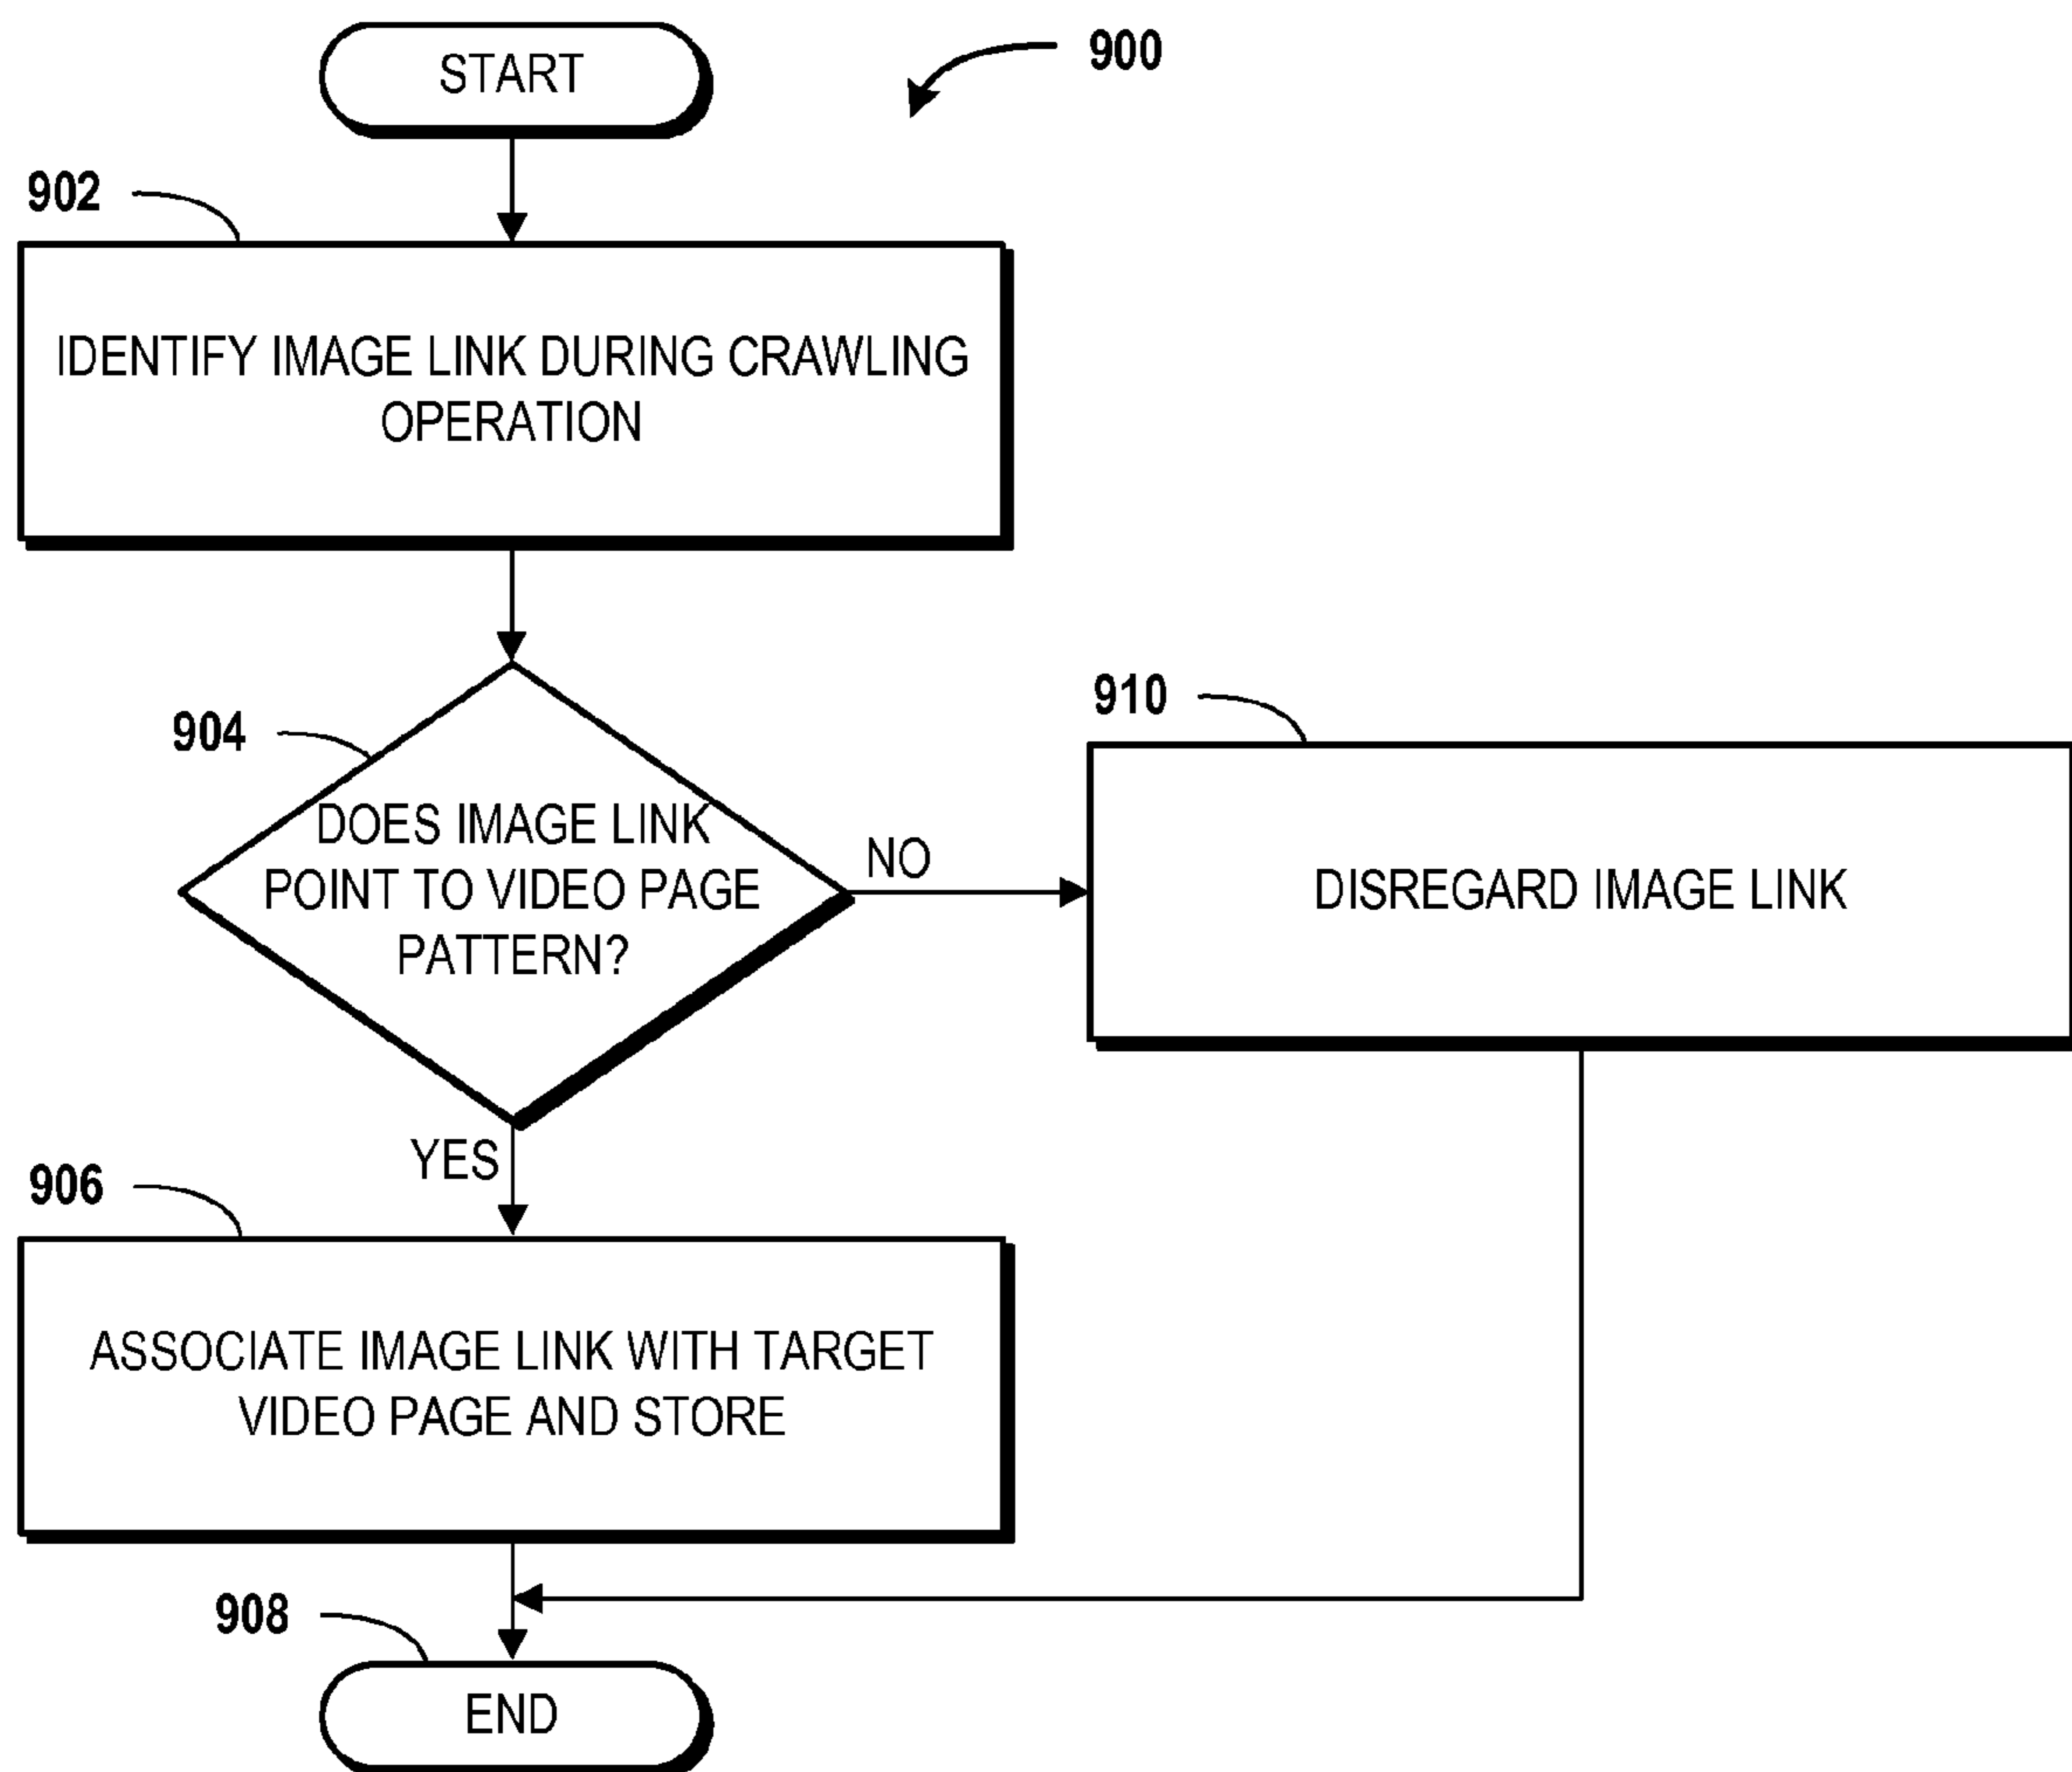 START
900
902
IDENTIFY IMAGE LINK DURING CRAWLING
OPERATION
904
DOES IMAGE LINK
POINT TO VIDEO PAGE
PATTERN?
NO
910
DISREGARD IMAGE LINK
YES
906
ASSOCIATE IMAGE LINK WITH TARGET
VIDEO PAGE AND STORE
908
END